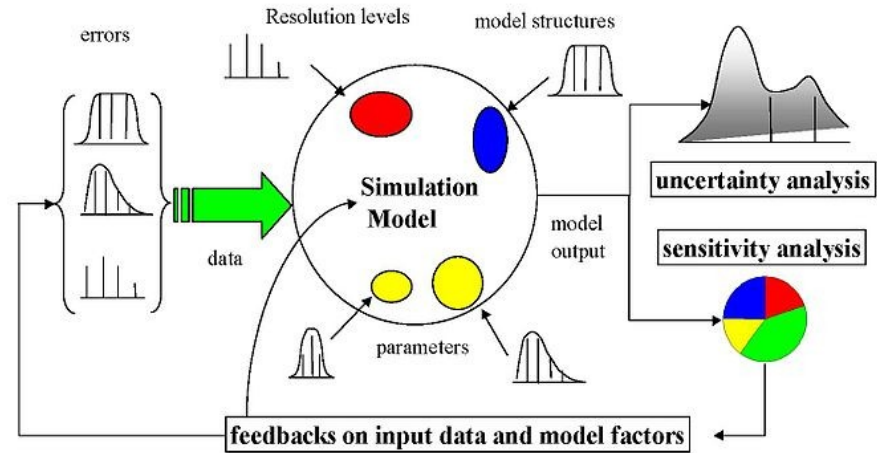 errors
Resolution levels
model structures
Simulation
Model
data
model
output
uncertainty analysis
sensitivity analysis
parameters
feedbacks on input data and model factors